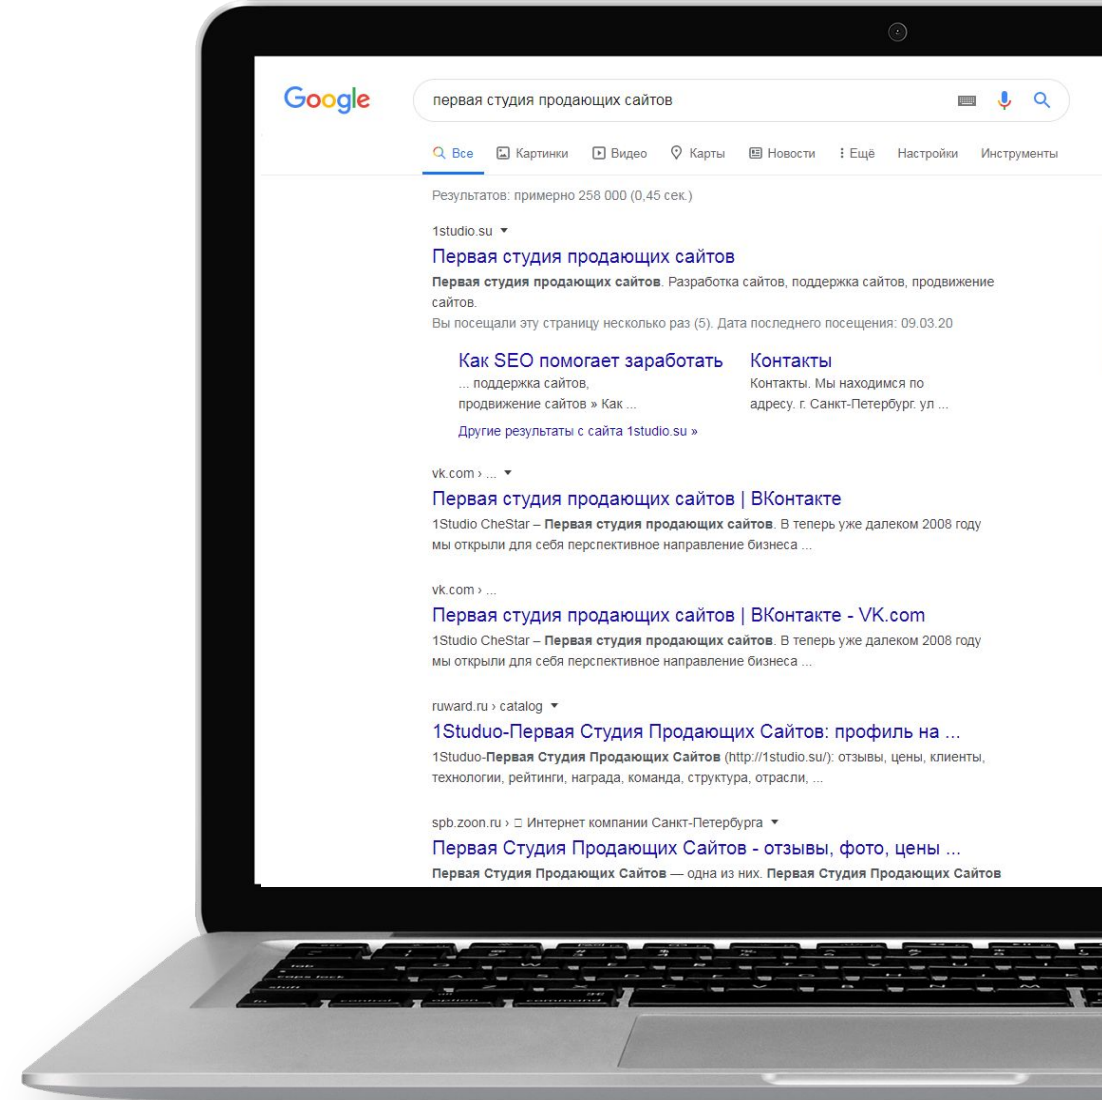 Google
первая студия продающих сайтов
Все Картинки Видео Карты Новости Ещё Настройки Инструменты
Результатов: примерно 258 000 (0,45 сек.)
1studio.su
Первая студия продающих сайтов
Первая студия продающих сайтов. Разработка сайтов, поддержка сайтов, продвижение
сайтов.
Вы посещали эту страницу несколько раз (5). Дата последнего посещения: 09.03.20
Как SEO помогает заработать
... поддержка сайтов,
продвижение сайтов » Как ...
Контакты
Контакты. Мы находимся по
адресу. г. Санкт-Петербург. ул ...
Другие результаты с сайта 1studio.su »
vk.com › ...
Первая студия продающих сайтов | ВКонтакте
1Studio CheStar – Первая студия продающих сайтов. В теперь уже далеком 2008 году
мы открыли для себя перспективное направление бизнеса ...
vk.com › ...
Первая студия продающих сайтов | ВКонтакте - VK.com
1Studio CheStar – Первая студия продающих сайтов. В теперь уже далеком 2008 году
мы открыли для себя перспективное направление бизнеса ...
ruward.ru › catalog
1Studuo-Первая Студия Продающих Сайтов: профиль на ...
1Studuo-Первая Студия Продающих Сайтов (http://1studio.su/): отзывы, цены, клиенты,
технологии, рейтинги, награда, команда, структура, отрасли, ...
spb.zoon.ru › Интернет компании Санкт-Петербурга
Первая Студия Продающих Сайтов - отзывы, фото, цены ...
Первая Студия Продающих Сайтов — одна из них. Первая Студия Продающих Сайтов
tab
caps lock A S D
shift Z X C V B N M
fn control option command